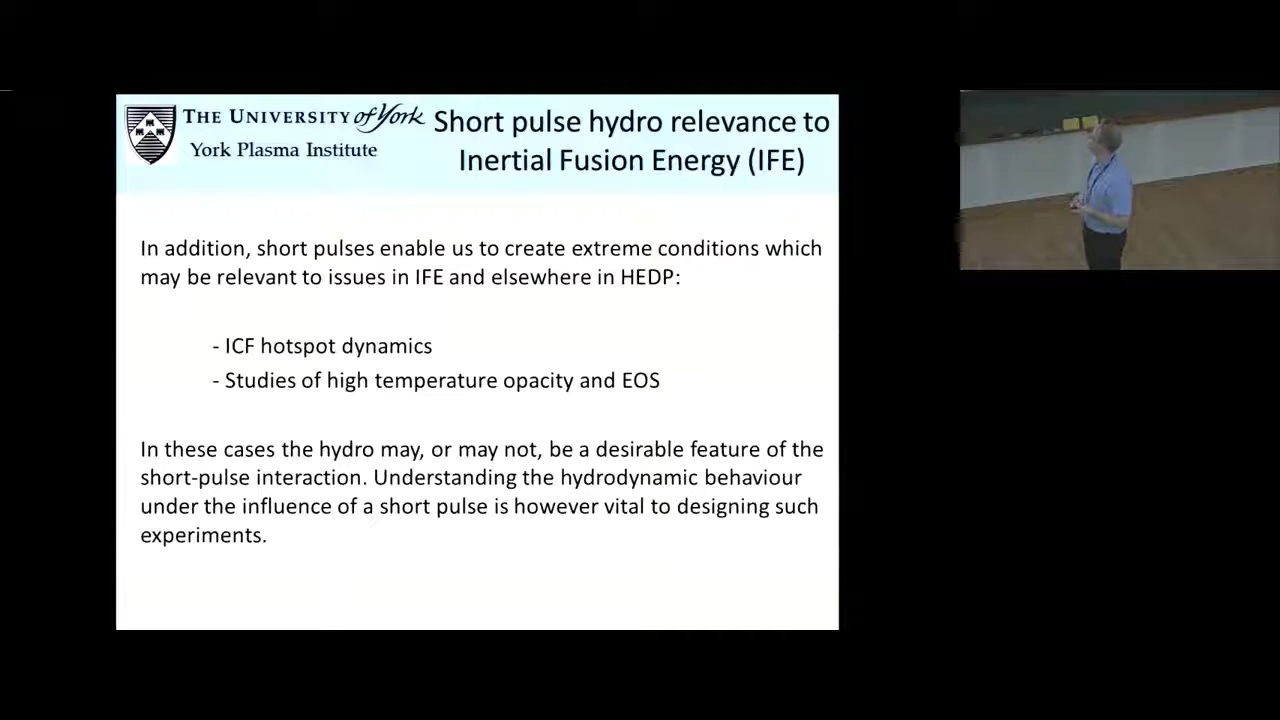 THE UNIVERSITY of York
York Plasma Institute
Short pulse hydro relevance to
Inertial Fusion Energy (IFE)
In addition, short pulses enable us to create extreme conditions which
may be relevant to issues in IFE and elsewhere in HEDP:
- ICF hotspot dynamics
- Studies of high temperature opacity and EOS
In these cases the hydro may, or may not, be a desirable feature of the
short-pulse interaction. Understanding the hydrodynamic behaviour
under the influence of a short pulse is however vital to designing such
experiments.